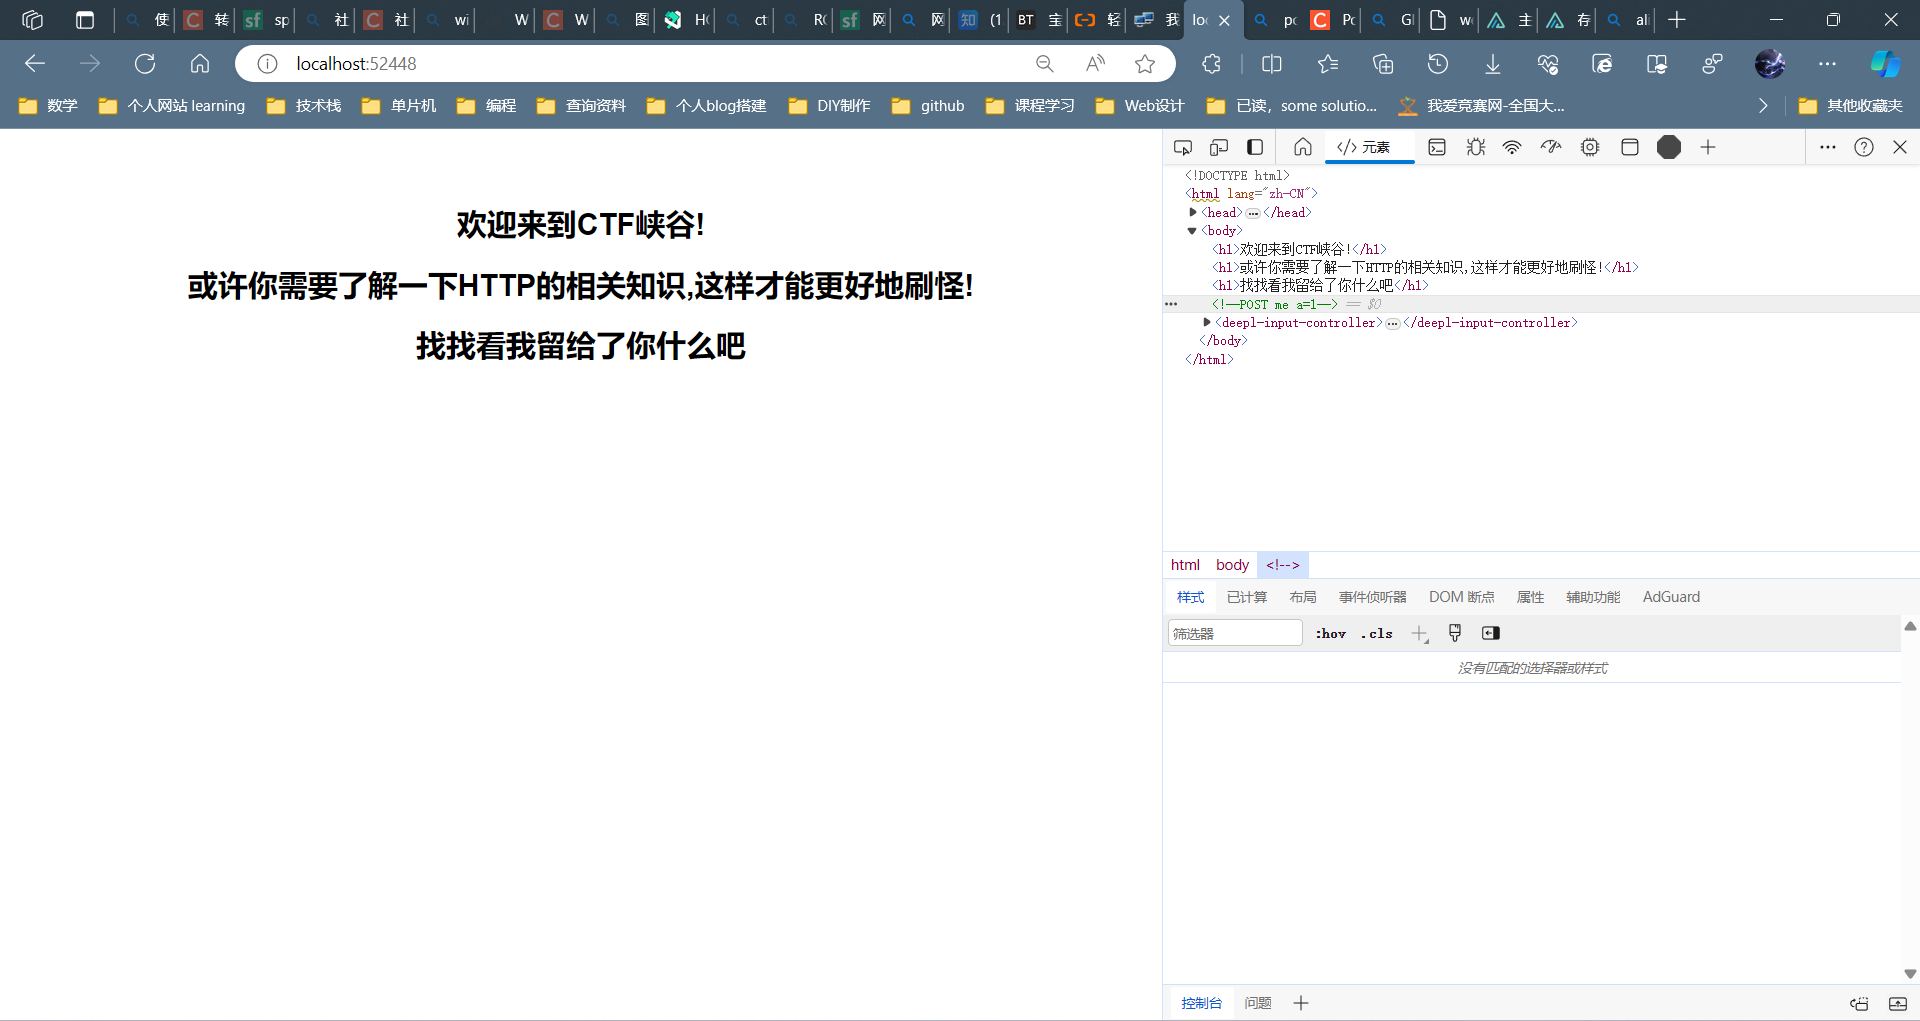 使 转 sp 社 社 wi W W 图 H ct R 网 网 (1 宝 轻 我 loc pc Pc Gl w 主 存 ali
localhost:52448
数学 个人网站 learning 技术栈 单片机 编程 查询资料 个人blog搭建 DIY制作 github 课程学习 Web设计 已读，some solutio... 我爱竞赛网-全国大... 其他收藏夹
欢迎来到CTF峡谷!
或许你需要了解一下HTTP的相关知识,这样才能更好地刷怪!
找找看我留给了你什么吧
</> 元素
<!DOCTYPE html>
<html lang="zh-CN">
<head>…</head>
<body>
<h1>欢迎来到CTF峡谷!</h1>
<h1>或许你需要了解一下HTTP的相关知识,这样才能更好地刷怪!</h1>
<h1>找找看我留给了你什么吧</h1>
<!--POST me a=1--> == $0
<deepl-input-controller>…</deepl-input-controller>
</body>
</html>
html body <!-->
样式 已计算 布局 事件侦听器 DOM 断点 属性 辅助功能 AdGuard
筛选器 :hov .cls
没有匹配的选择器或样式
控制台 问题